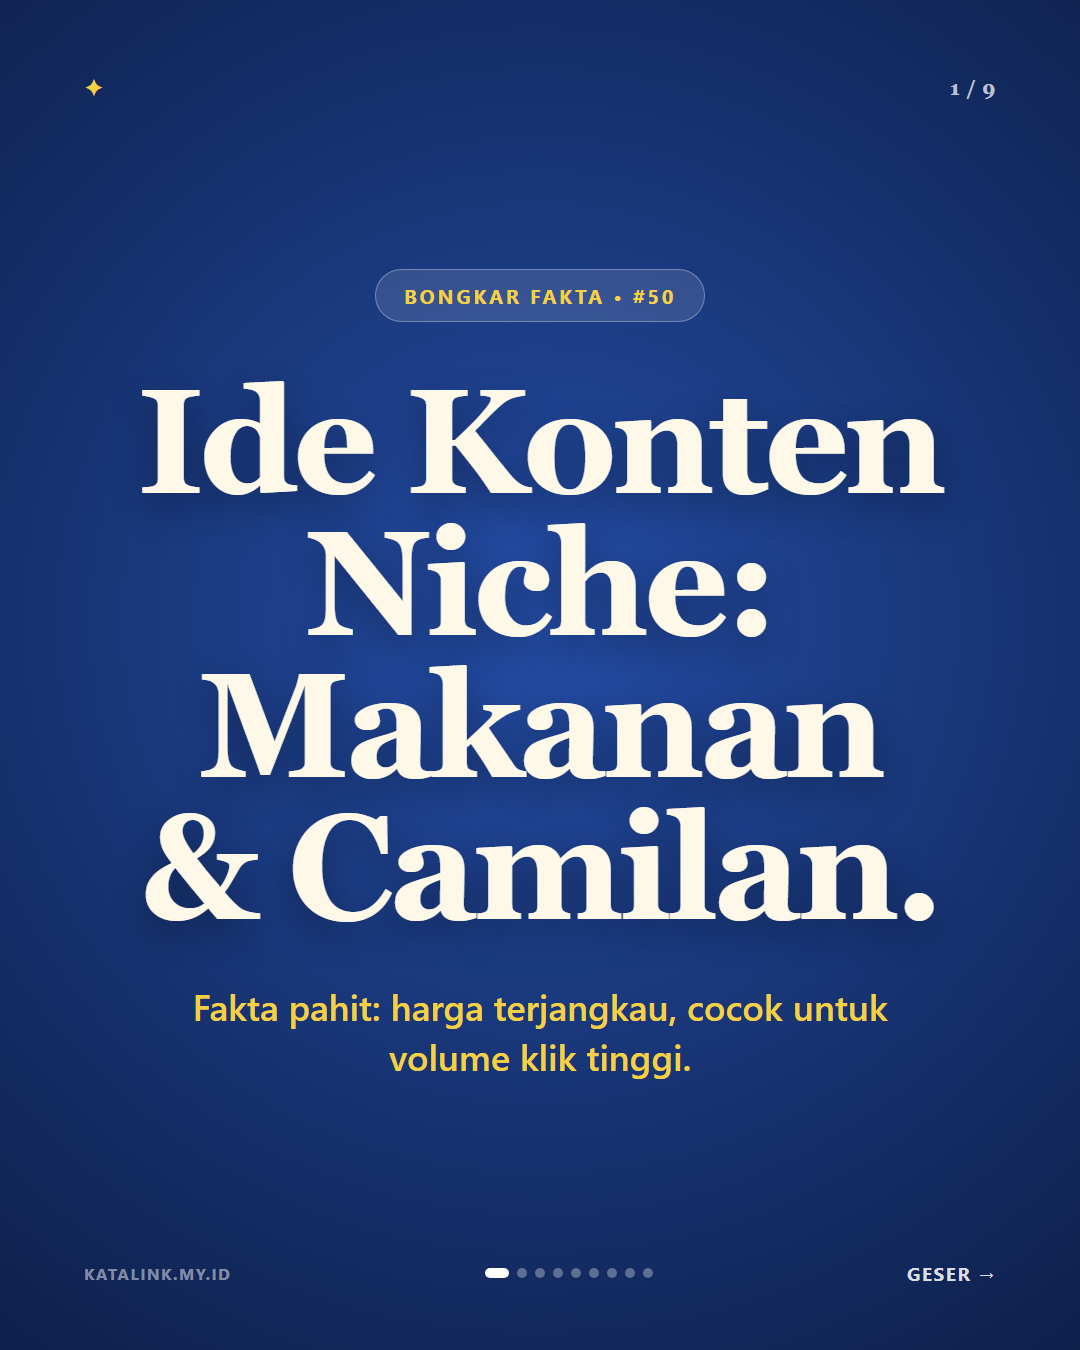 1 / 9
BONGKAR FAKTA • #50
Ide Konten
Niche:
Makanan
& Camilan.
Fakta pahit: harga terjangkau, cocok untuk
volume klik tinggi.
KATALINK.MY.ID
GESER →